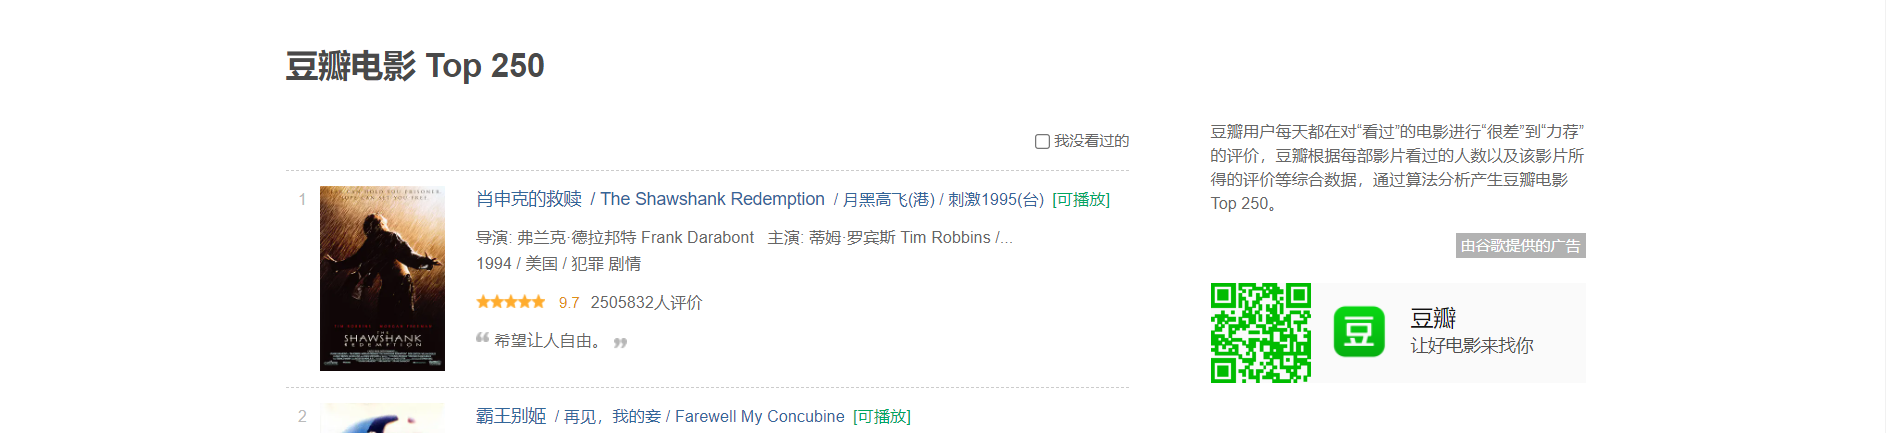 豆瓣电影 Top 250
我没看过的
1
肖申克的救赎 / The Shawshank Redemption / 月黑高飞(港) / 刺激1995(台) [可播放]
导演: 弗兰克·德拉邦特 Frank Darabont 主演: 蒂姆·罗宾斯 Tim Robbins /...
1994 / 美国 / 犯罪 剧情
9.7 2505832人评价
“ 希望让人自由。 ”
THE
SHAWSHANK
REDEMPTION
2
霸王别姬 / 再见，我的妾 / Farewell My Concubine [可播放]
豆瓣用户每天都在对“看过”的电影进行“很差”到“力荐”
的评价，豆瓣根据每部影片看过的人数以及该影片所
得的评价等综合数据，通过算法分析产生豆瓣电影
Top 250。
由谷歌提供的广告
豆
豆瓣
让好电影来找你